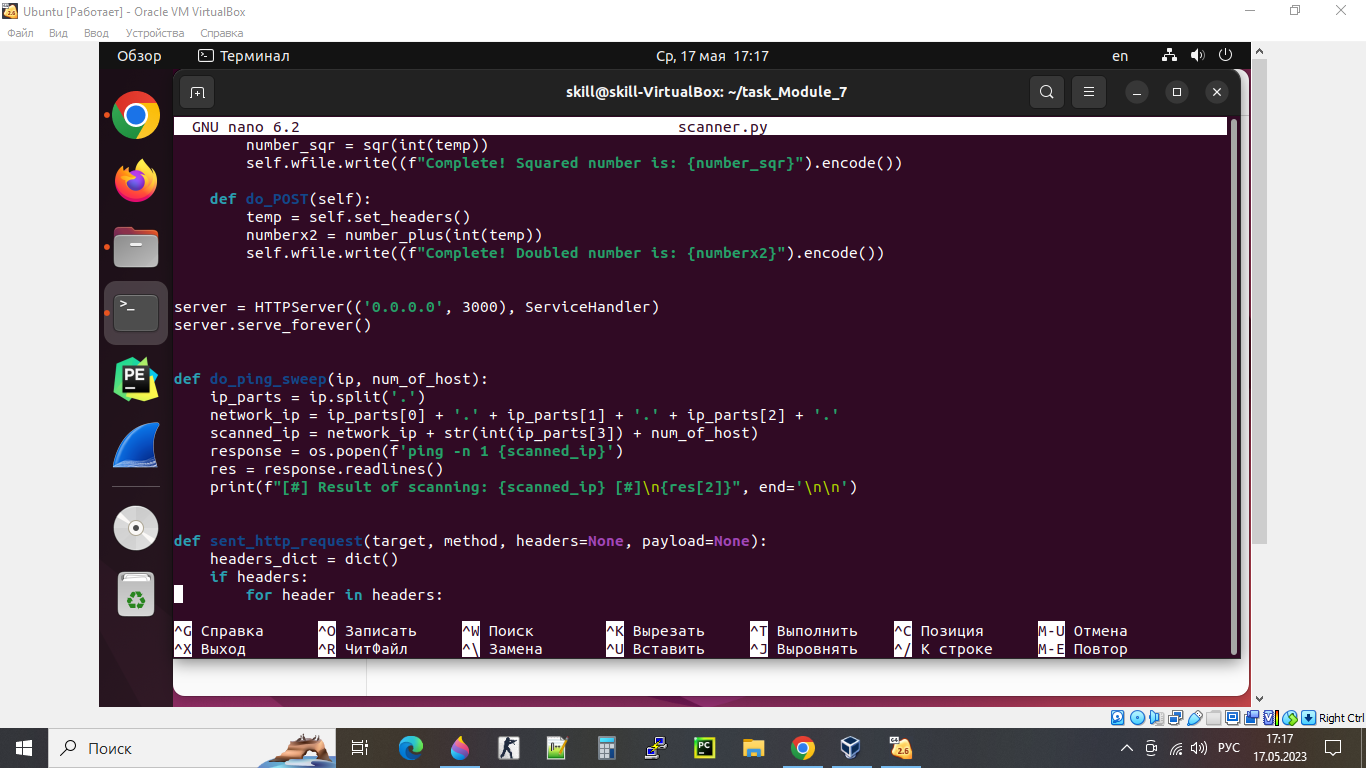 Ubuntu [Работает] - Oracle VM VirtualBox
Файл Вид Ввод Устройства Справка
Обзор Терминал Ср, 17 мая 17:17 en
skill@skill-VirtualBox: ~/task_Module_7
GNU nano 6.2 scanner.py
number_sqr = sqr(int(temp))
self.wfile.write((f"Complete! Squared number is: {number_sqr}").encode())
def do_POST(self):
temp = self.set_headers()
numberx2 = number_plus(int(temp))
self.wfile.write((f"Complete! Doubled number is: {numberx2}").encode())
server = HTTPServer(('0.0.0.0', 3000), ServiceHandler)
server.serve_forever()
def do_ping_sweep(ip, num_of_host):
ip_parts = ip.split('.')
network_ip = ip_parts[0] + '.' + ip_parts[1] + '.' + ip_parts[2] + '.'
scanned_ip = network_ip + str(int(ip_parts[3]) + num_of_host)
response = os.popen(f'ping -n 1 {scanned_ip}')
res = response.readlines()
print(f"[#] Result of scanning: {scanned_ip} [#]\n{res[2]}", end='\n\n')
def sent_http_request(target, method, headers=None, payload=None):
headers_dict = dict()
if headers:
for header in headers:
^G Справка ^O Записать ^W Поиск ^K Вырезать ^T Выполнить ^C Позиция M-U Отмена
^X Выход ^R ЧитФайл ^\ Замена ^U Вставить ^J Выровнять ^/ К строке M-E Повтор
Right Ctrl
Поиск
РУС
17:17
17.05.2023